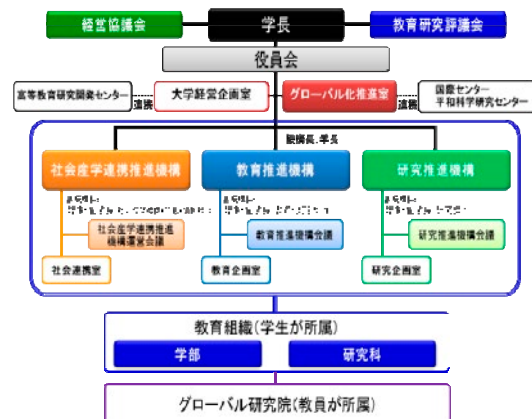 経営協議会
学長
教育研究評議会
役員会
高等教育研究開発センター
連携
大学経営企画室
グローバル化推進室
連携
国際センター
平和科学研究センター
社会産学連携推進機構
教育推進機構
研究推進機構
社会産学連携推進
機構運営会議
教育推進機構会議
研究推進機構会議
社会連携室
教育企画室
研究企画室
教育組織(学生が所属)
学部
研究科
グローバル研究院(教員が所属)